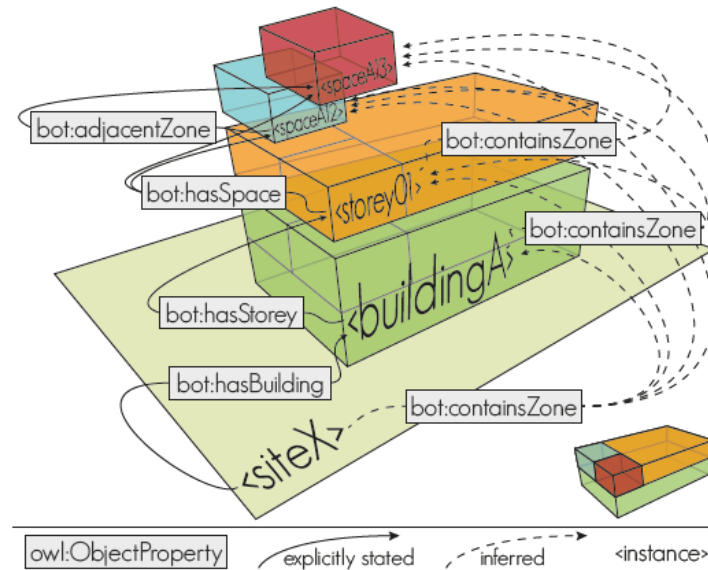 <spaceA13>
<spaceA12>
bot:adjacentZone
bot:containsZone
bot:hasSpace
<storey01>
bot:containsZone
<buildingA>
bot:hasStorey
bot:hasBuilding
bot:containsZone
<siteX>
owl:ObjectProperty
explicitly stated
inferred
<instance>